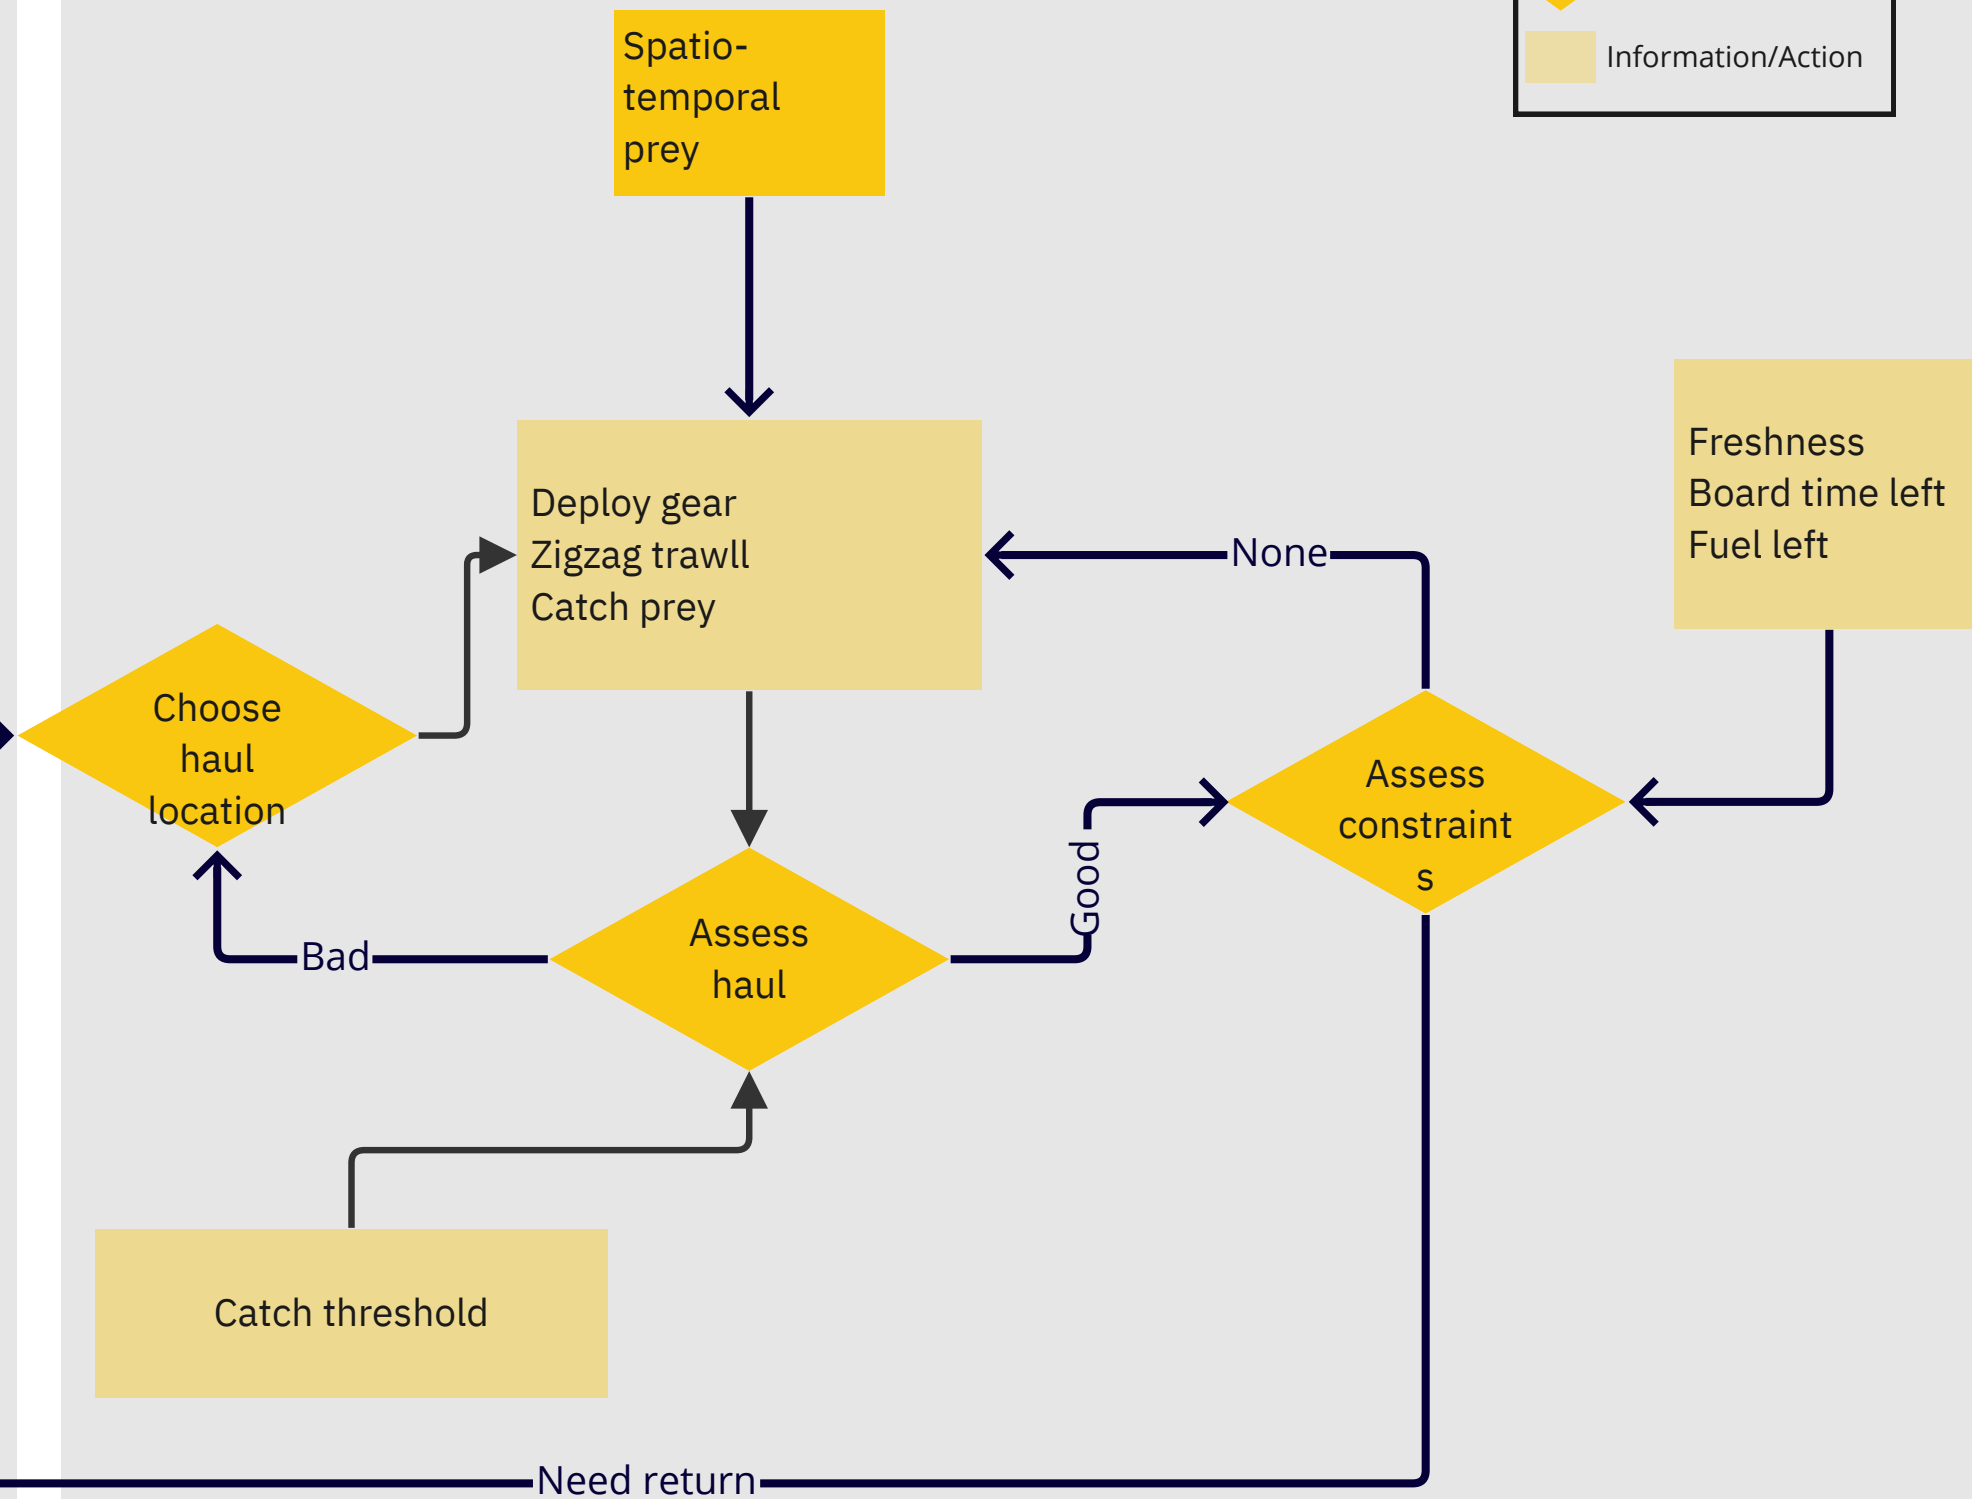 Spatio-
temporal
prey
Information/Action
Deploy gear
Zigzag trawll
Catch prey
None
Freshness
Board time left
Fuel left
Choose
haul
location
Assess
constraint
s
Good
Bad
Assess
haul
Catch threshold
Need return